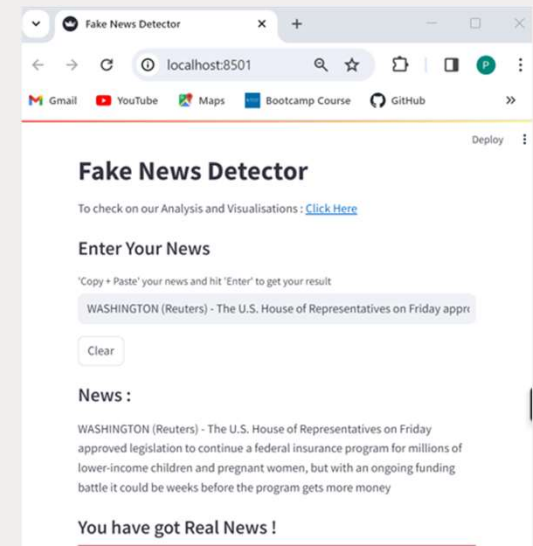 Fake News Detector
localhost:8501
P
Gmail YouTube Maps Bootcamp Course GitHub
Deploy
Fake News Detector
To check on our Analysis and Visualisations : Click Here
Enter Your News
'Copy + Paste' your news and hit 'Enter' to get your result
WASHINGTON (Reuters) - The U.S. House of Representatives on Friday appro
Clear
News :
WASHINGTON (Reuters) - The U.S. House of Representatives on Friday
approved legislation to continue a federal insurance program for millions of
lower-income children and pregnant women, but with an ongoing funding
battle it could be weeks before the program gets more money
You have got Real News !